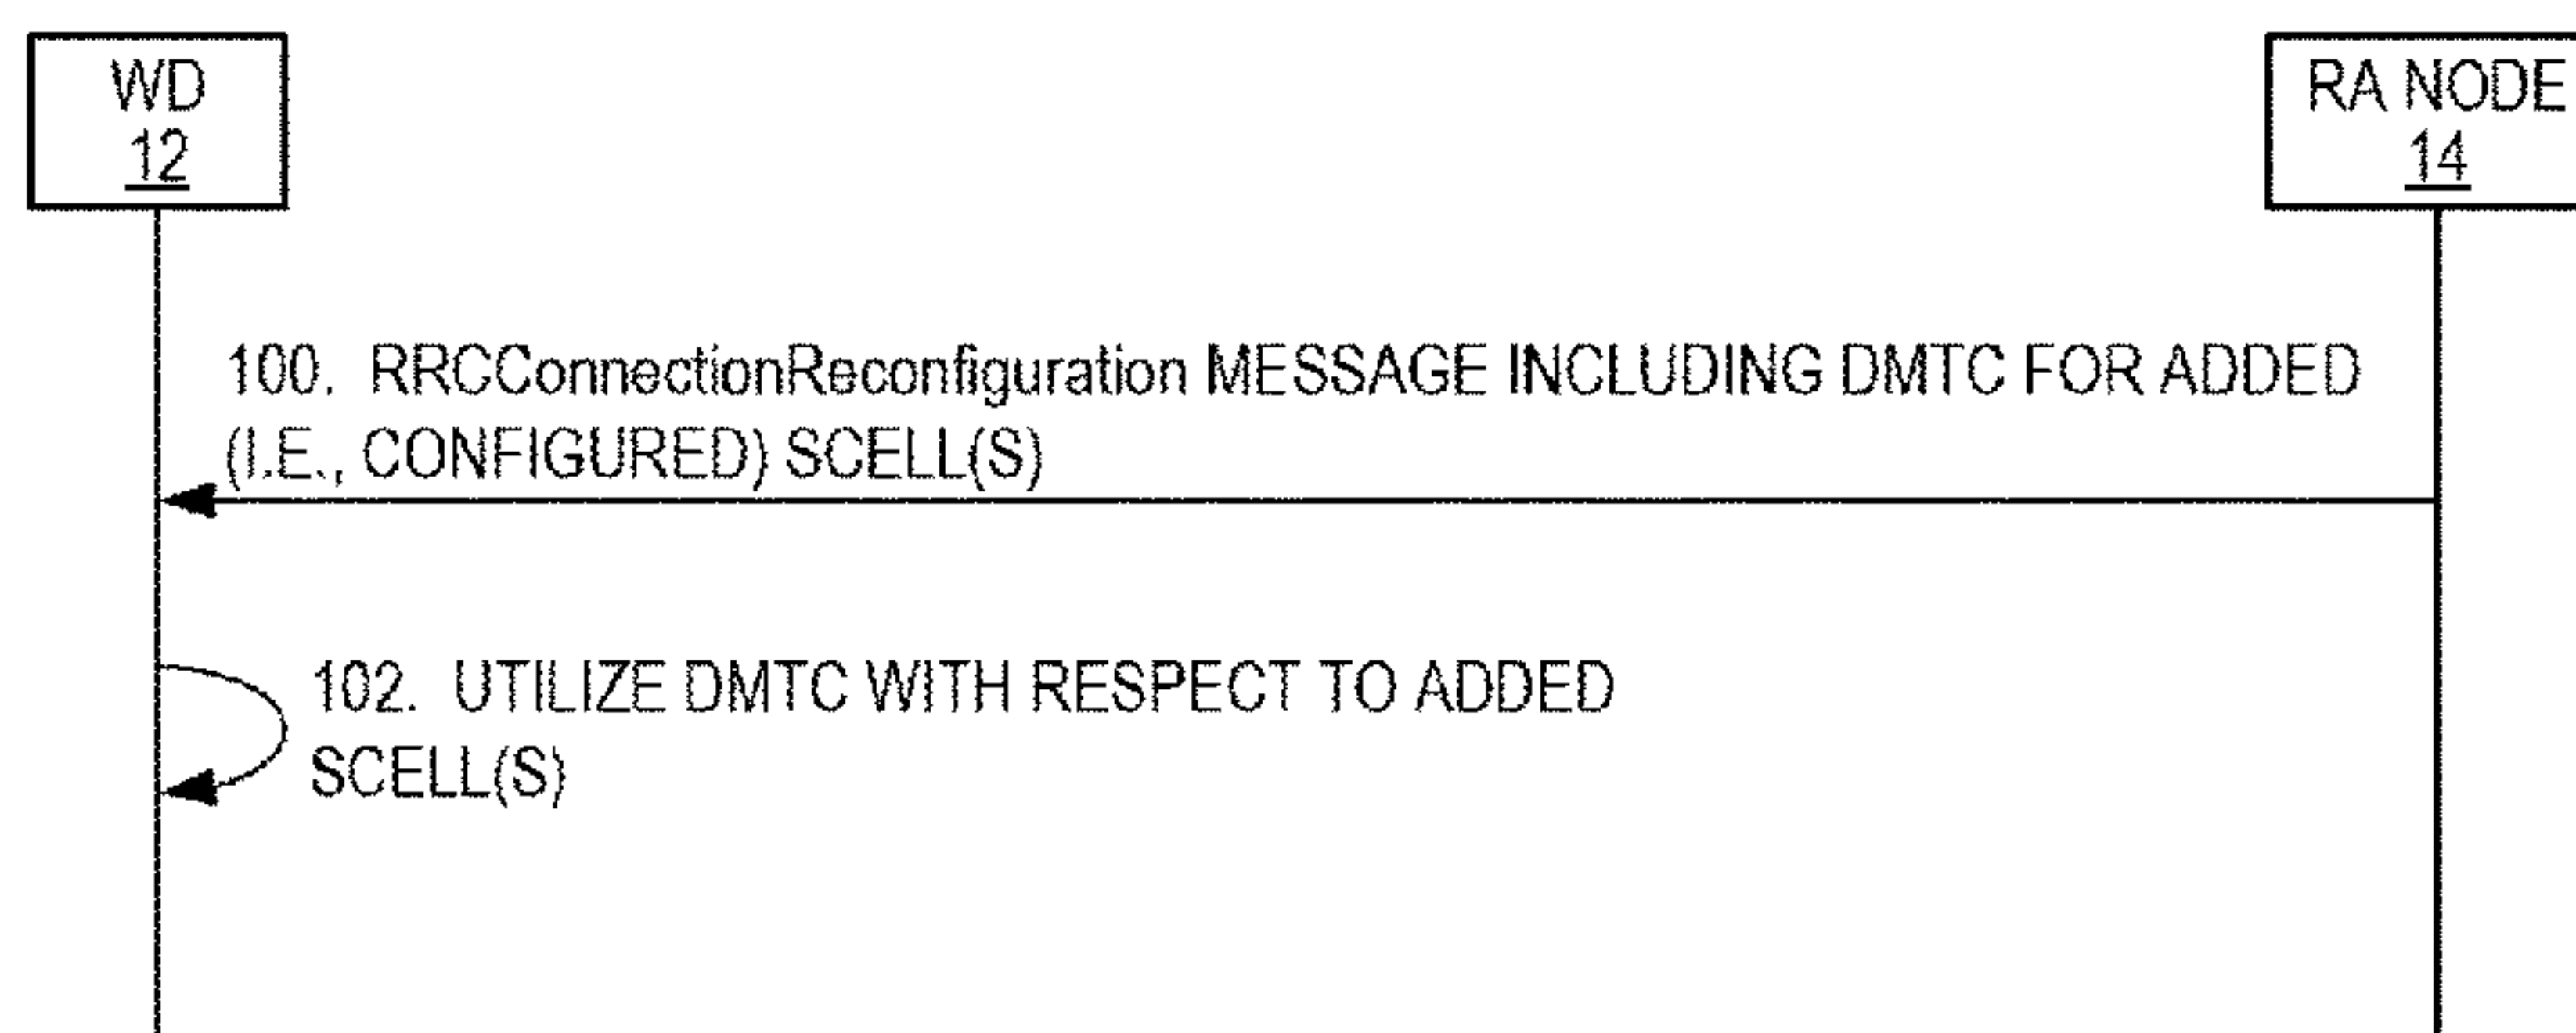 WD
12
RA NODE
14
100. RRCConnectionReconfiguration MESSAGE INCLUDING DMTC FOR ADDED
(I.E., CONFIGURED) SCELL(S)
102. UTILIZE DMTC WITH RESPECT TO ADDED
SCELL(S)